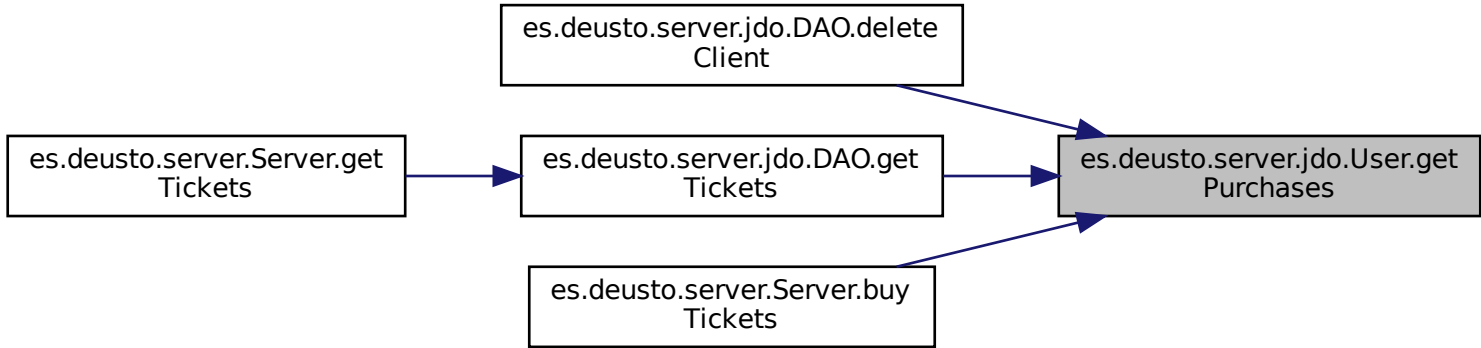 es.deusto.server.jdo.DAO.delete
Client
es.deusto.server.Server.get
Tickets
es.deusto.server.jdo.DAO.get
Tickets
es.deusto.server.jdo.User.get
Purchases
es.deusto.server.Server.buy
Tickets